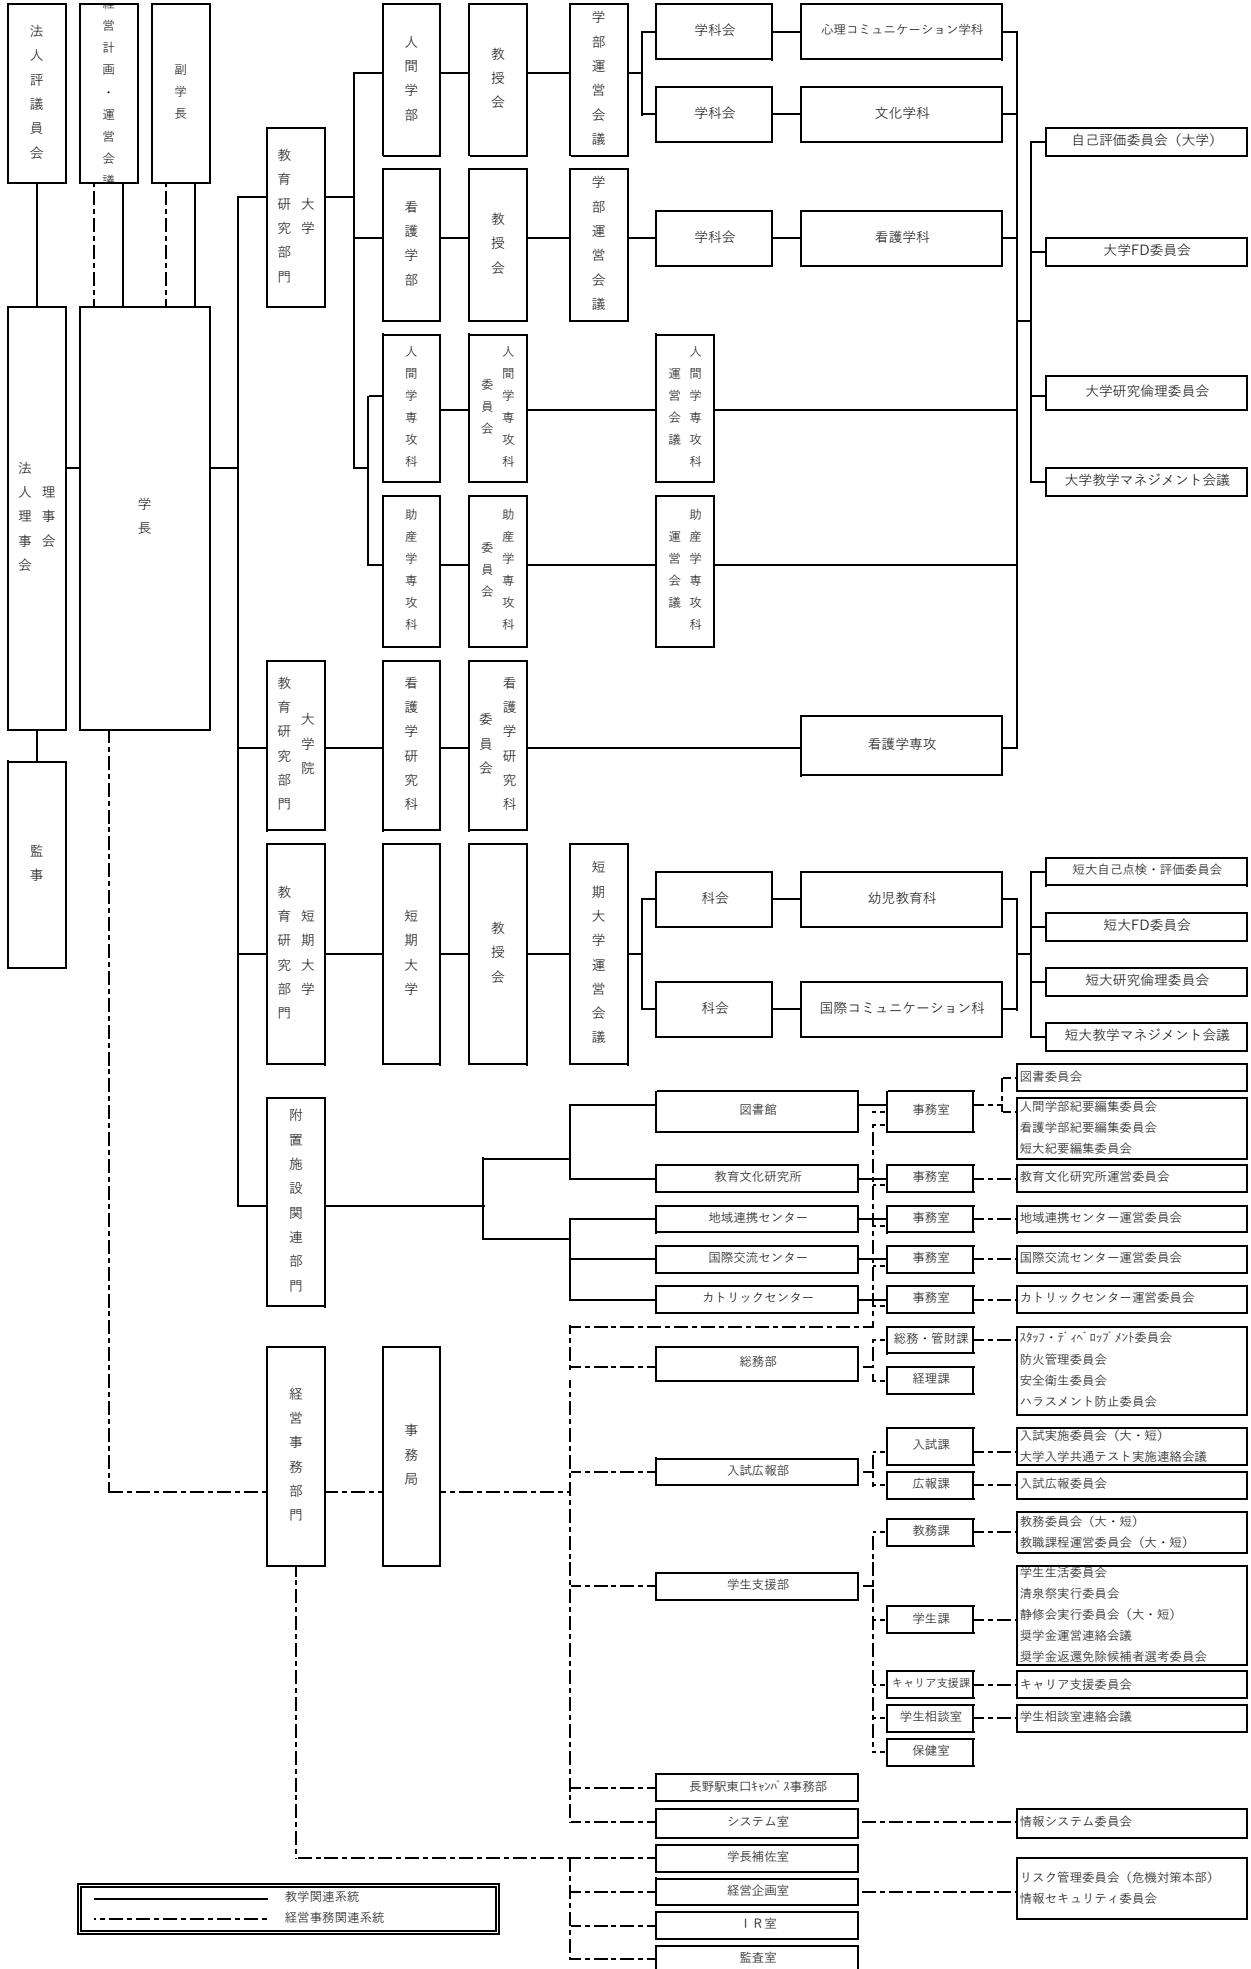 法人評議員会
営計画・運営会
副学長
法人理事会
理事会
学長
監事
教育研究部門
大学
人間学部
教授会
学部運営会議
学科会
心理コミュニケーション学科
学科会
文化学科
看護学部
教授会
学部運営会議
学科会
看護学科
人間学専攻科
人間学専攻科
委員会
人間学専攻科
運営会議
助産学専攻科
助産学専攻科
委員会
助産学専攻科
運営会議
自己評価委員会（大学）
大学FD委員会
大学研究倫理委員会
大学教学マネジメント会議
大学院
教育研究部門
看護学研究科
看護学研究科
委員会
看護学専攻
短期大学
教育研究部門
短期大学
教授会
短期大学運営会議
科会
幼児教育科
科会
国際コミュニケーション科
短大自己点検・評価委員会
短大FD委員会
短大研究倫理委員会
短大教学マネジメント会議
附置施設関連部門
図書館
事務室
図書委員会
人間学部紀要編集委員会
看護学部紀要編集委員会
短大紀要編集委員会
教育文化研究所
事務室
教育文化研究所運営委員会
地域連携センター
事務室
地域連携センター運営委員会
国際交流センター
事務室
国際交流センター運営委員会
カトリックセンター
事務室
カトリックセンター運営委員会
経営事務部門
事務局
総務部
総務・管財課
経理課
ｽﾀｯﾌ・ﾃﾞｨﾍﾞﾛｯﾌﾟﾒﾝﾄ委員会
防火管理委員会
安全衛生委員会
ハラスメント防止委員会
入試広報部
入試課
入試実施委員会（大・短）
大学入学共通テスト実施連絡会議
広報課
入試広報委員会
学生支援部
教務課
教務委員会（大・短）
教職課程運営委員会（大・短）
学生課
学生生活委員会
清泉祭実行委員会
静修会実行委員会（大・短）
奨学金運営連絡会議
奨学金返還免除候補者選考委員会
キャリア支援課
キャリア支援委員会
学生相談室
学生相談室連絡会議
保健室
長野駅東口ｷｬﾝﾊﾟｽ事務部
システム室
情報システム委員会
学長補佐室
経営企画室
リスク管理委員会（危機対策本部）
情報セキュリティ委員会
ＩＲ室
監査室
教学関連系統
経営事務関連系統